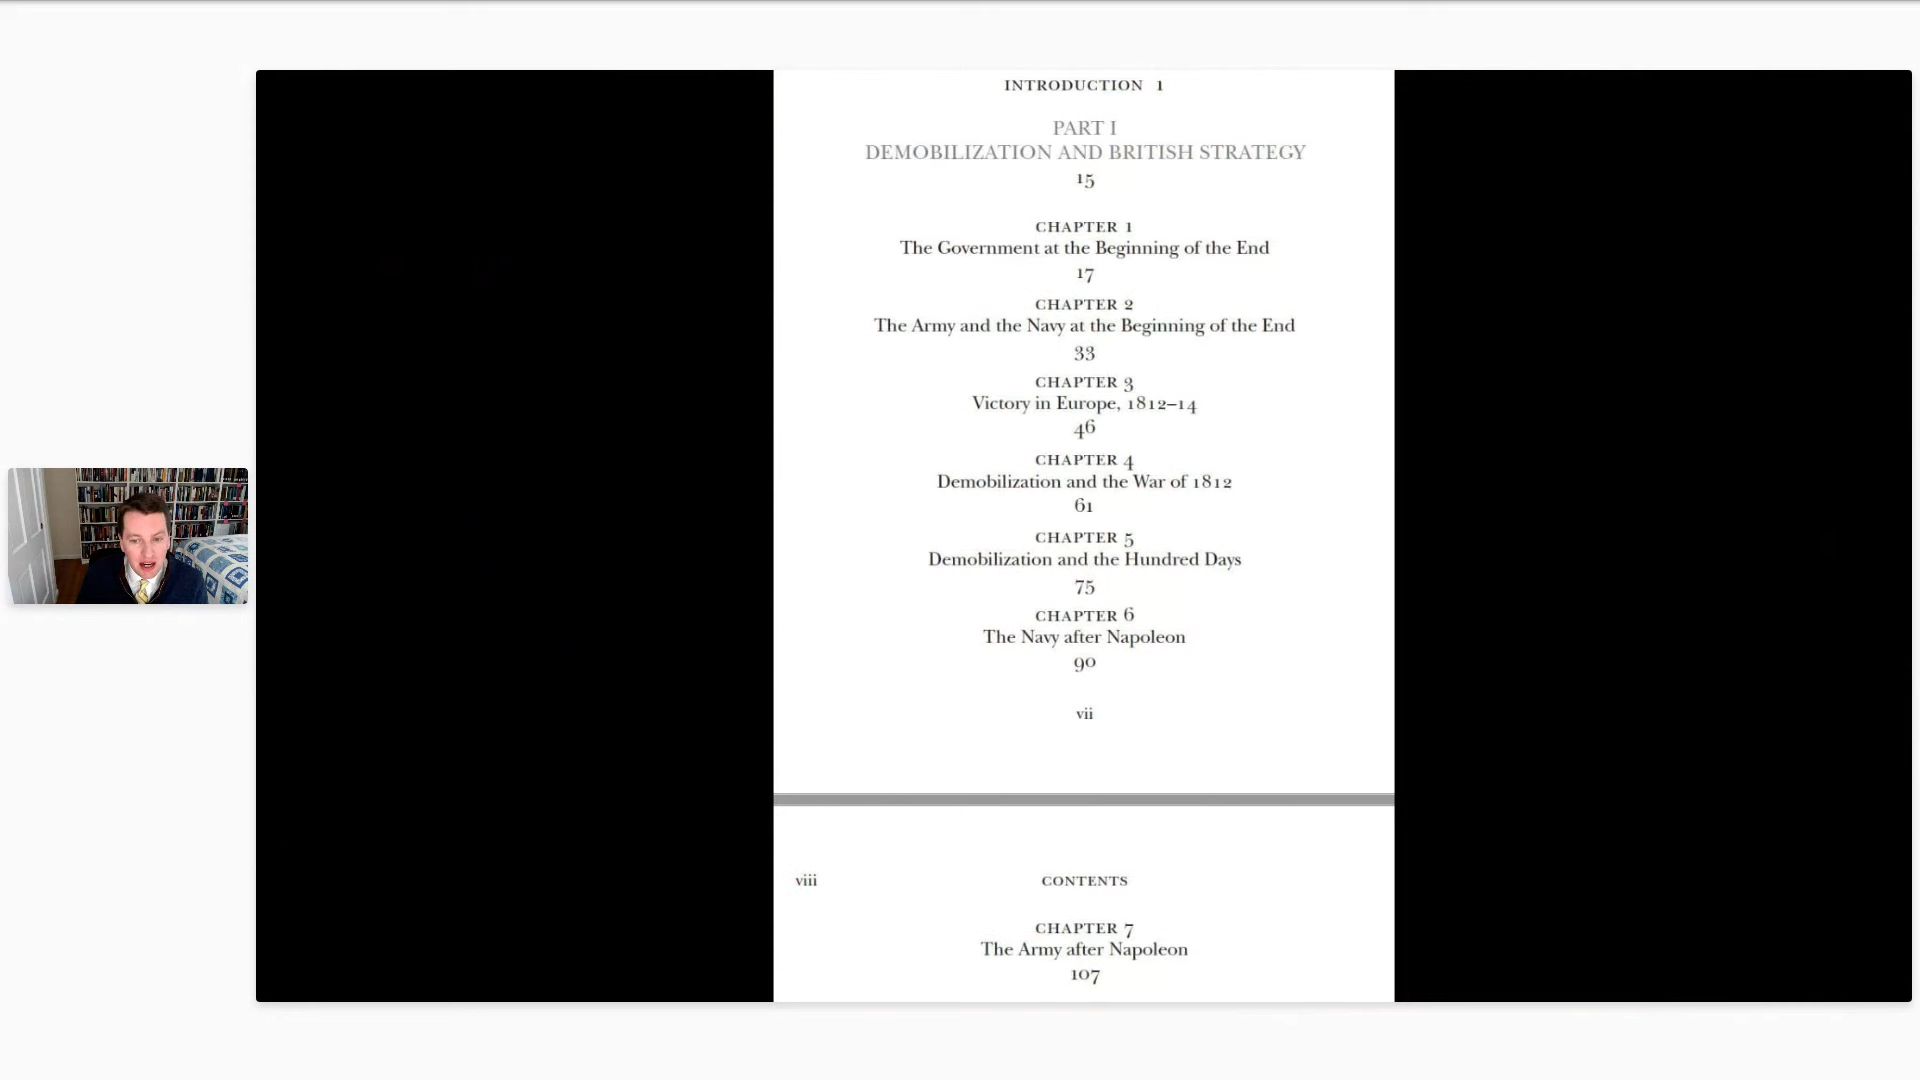 INTRODUCTION 1
PART I
DEMOBILIZATION AND BRITISH STRATEGY
15
CHAPTER 1
The Government at the Beginning of the End
17
CHAPTER 2
The Army and the Navy at the Beginning of the End
33
CHAPTER 3
Victory in Europe, 1812–14
46
CHAPTER 4
Demobilization and the War of 1812
61
CHAPTER 5
Demobilization and the Hundred Days
75
CHAPTER 6
The Navy after Napoleon
90
vii
viii CONTENTS
CHAPTER 7
The Army after Napoleon
107